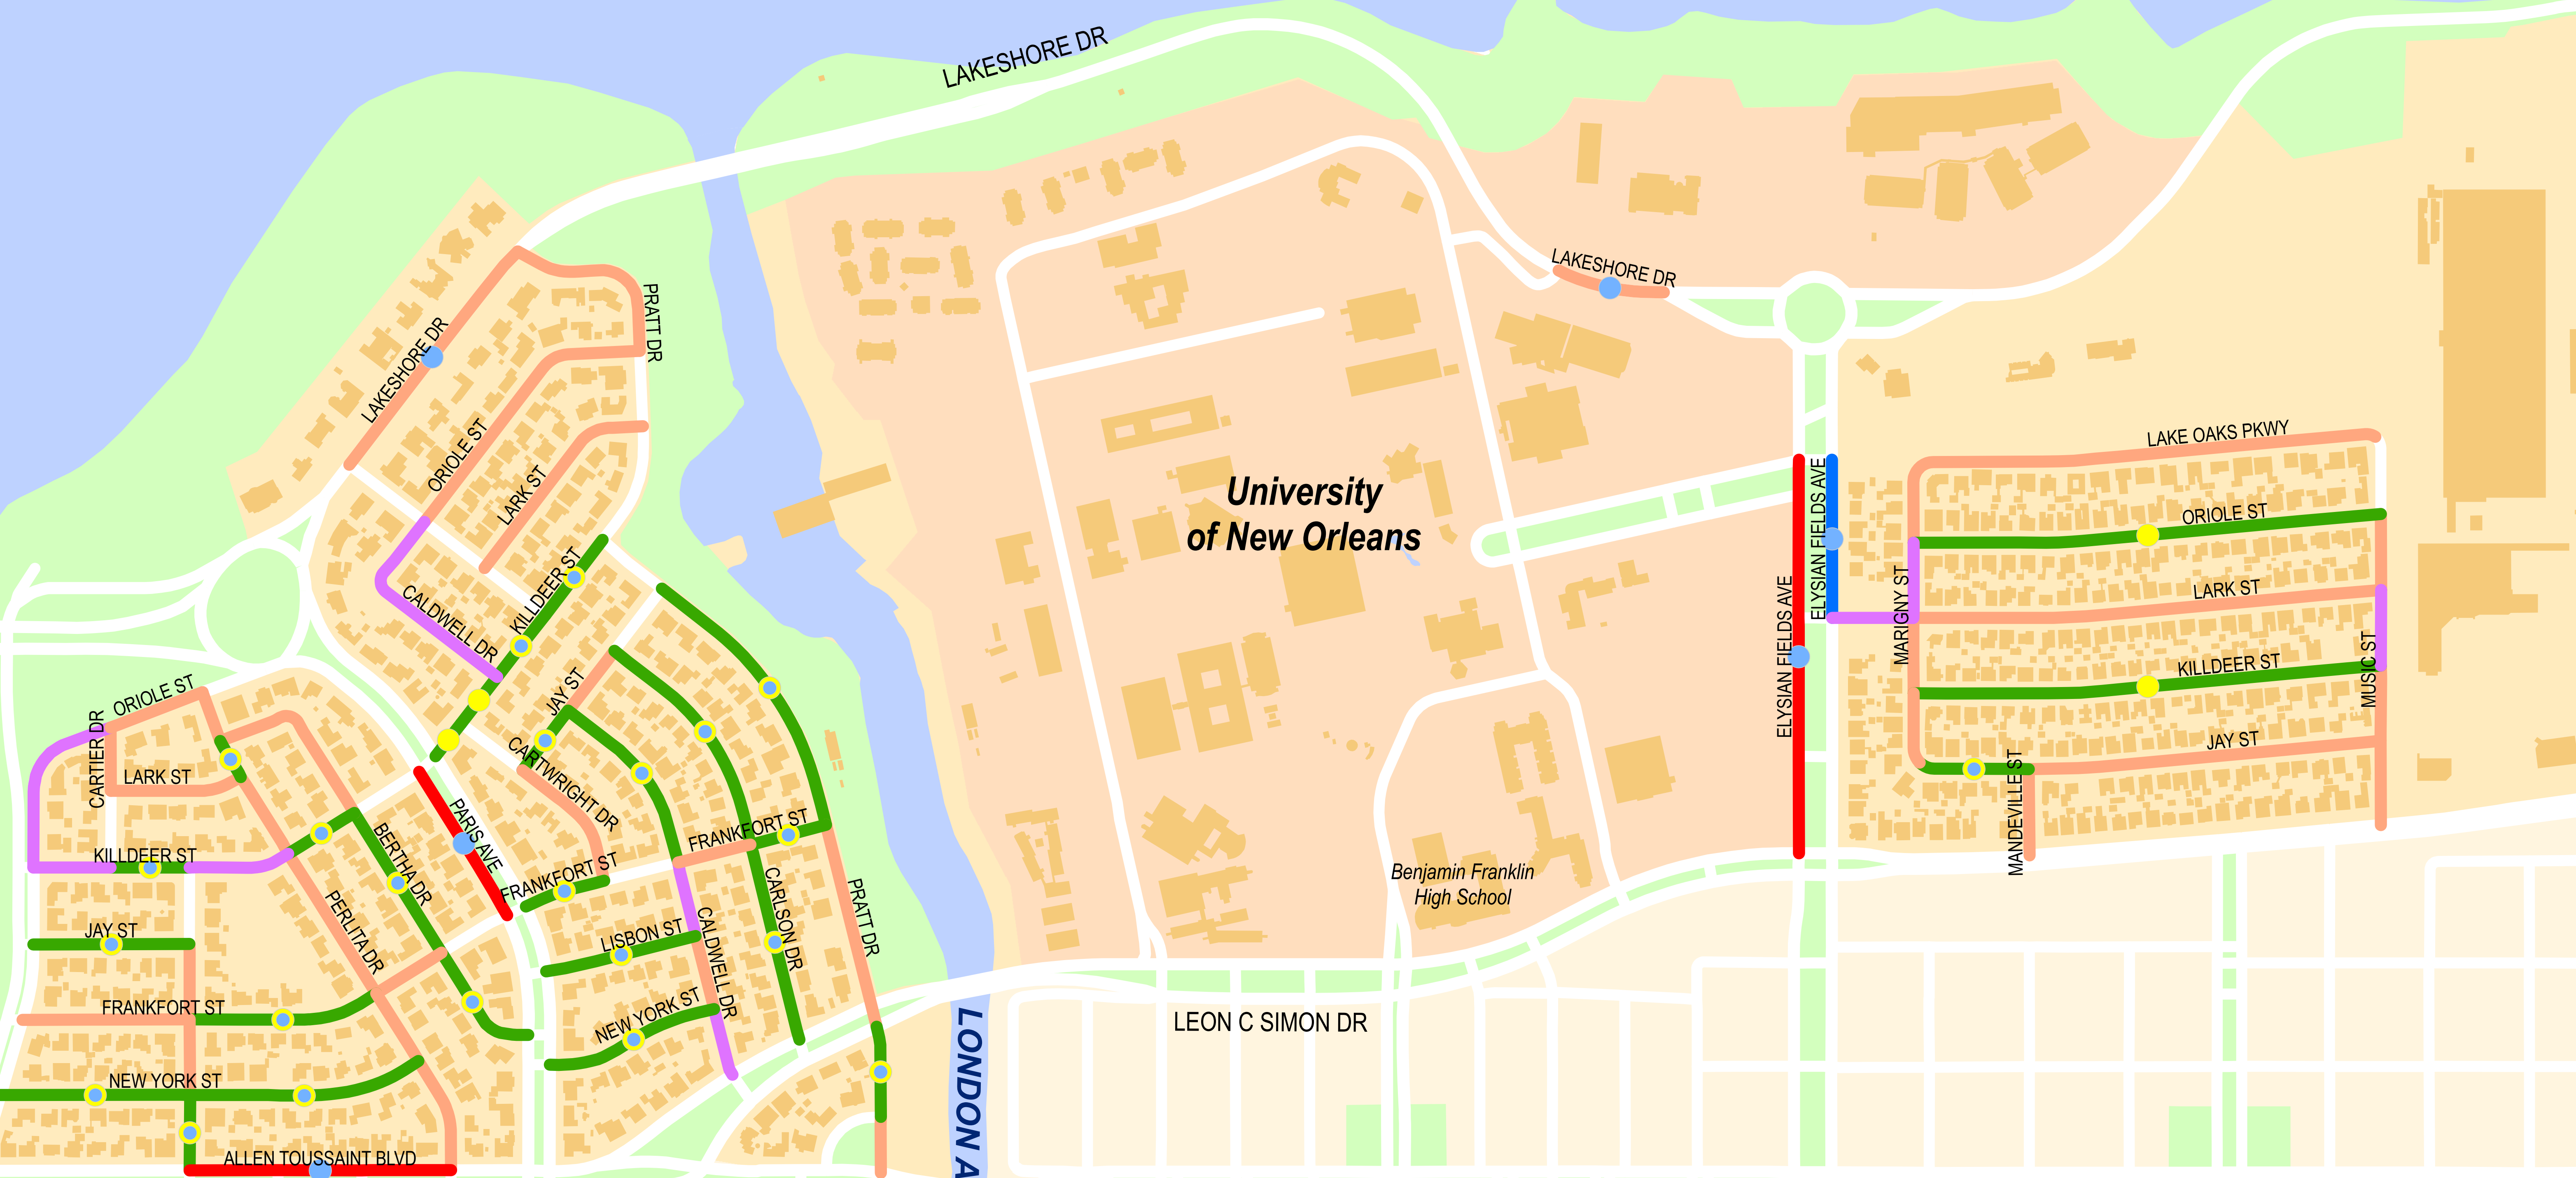 LAKESHORE DR
PRATT DR
LAKESHORE DR
LAKESHORE DR
ORIOLE ST
LARK ST
KILLDEER ST
CALDWELL DR
JAY ST
ORIOLE ST
CARTIER DR
LARK ST
CARTWRIGHT DR
PARIS AVE
BERTHA DR
FRANKFORT ST
KILLDEER ST
FRANKFORT ST
PERLITA DR
CARLSON DR
PRATT DR
JAY ST
LISBON ST
CALDWELL DR
FRANKFORT ST
NEW YORK ST
NEW YORK ST
ALLEN TOUSSAINT BLVD
University
of New Orleans
Benjamin Franklin
High School
LEON C SIMON DR
LONDON A
ELYSIAN FIELDS AVE
ELYSIAN FIELDS AVE
LAKE OAKS PKWY
ORIOLE ST
MARIGNY ST
LARK ST
KILLDEER ST
MUSIC ST
JAY ST
MANDEVILLE ST